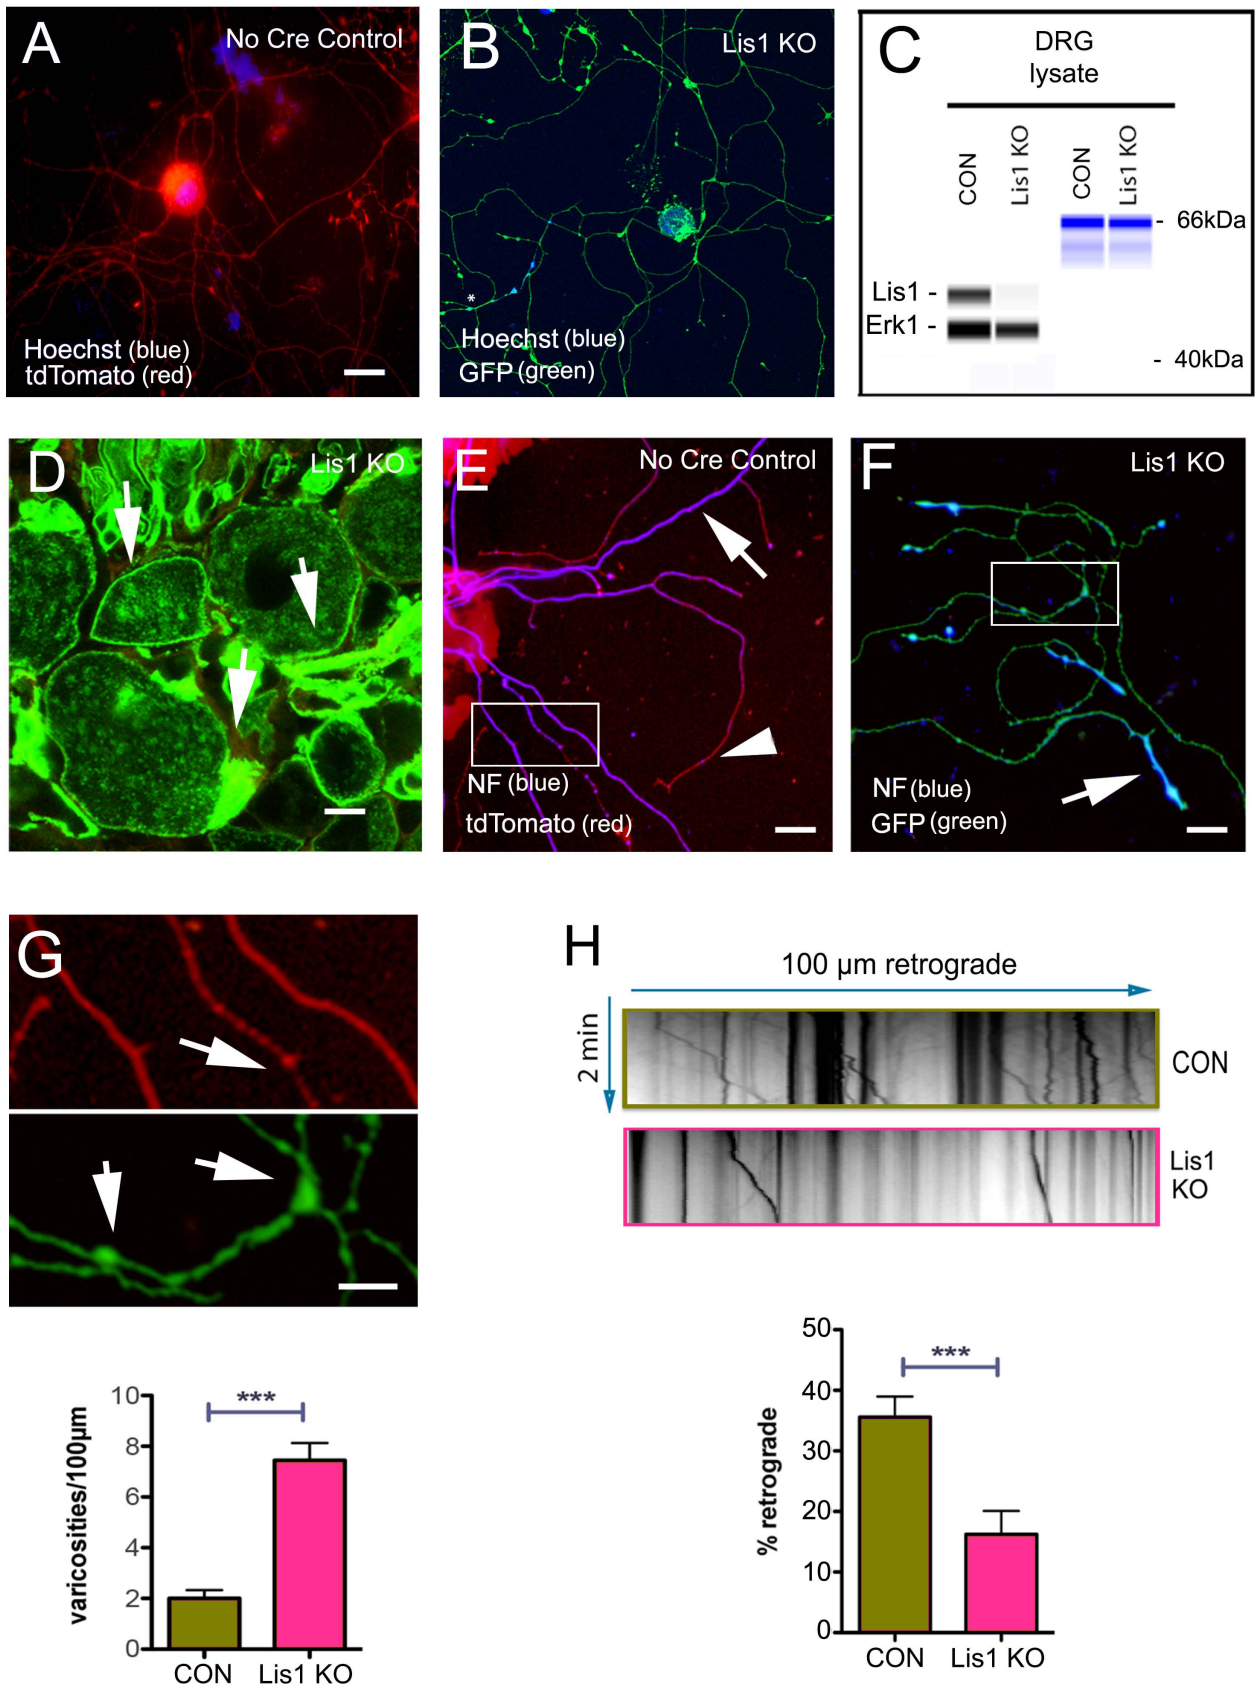 A
No Cre Control
Hoechst (blue)
tdTomato (red)
B
Lis1 KO
*
Hoechst (blue)
GFP (green)
C
DRG
lysate
CON
Lis1 KO
CON
Lis1 KO
- 66kDa
Lis1 -
Erk1 -
- 40kDa
D
Lis1 KO
E
No Cre Control
NF (blue)
tdTomato (red)
F
Lis1 KO
NF (blue)
GFP (green)
G
H
100 μm retrograde
2 min
CON
Lis1
KO
varicosities/100μm
10
8
6
4
2
0
***
CON
Lis1 KO
% retrograde
50
40
30
20
10
0
***
CON
Lis1 KO